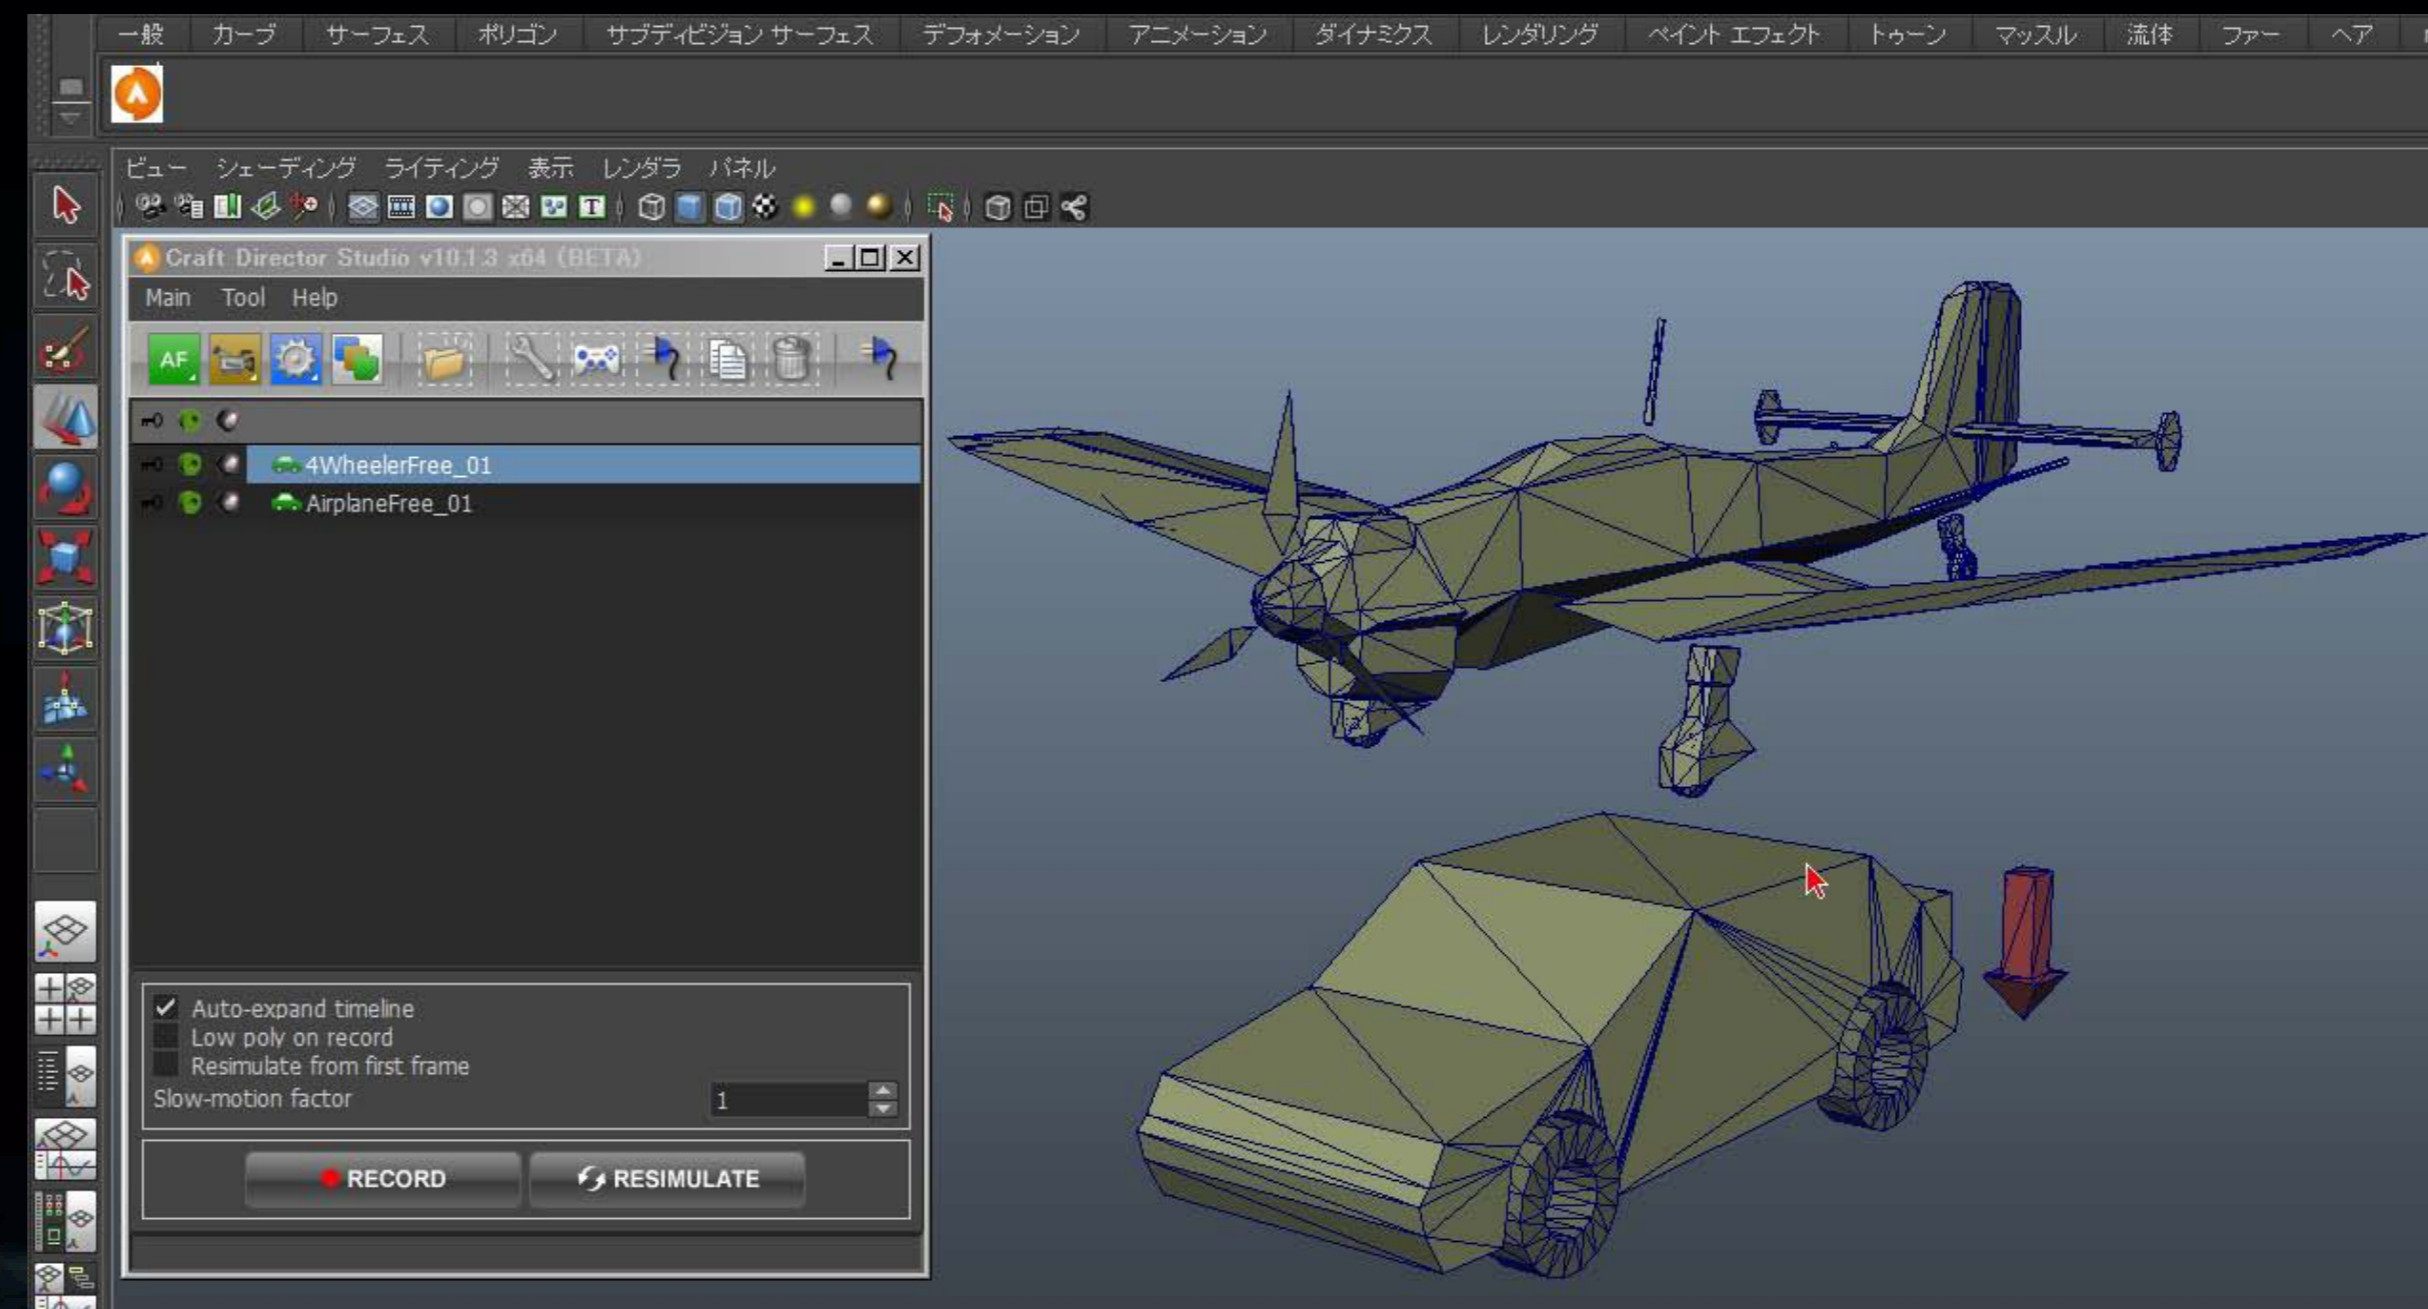 一般 カーブ サーフェス ポリゴン サブディビジョン サーフェス デフォメーション アニメーション ダイナミクス レンダリング ペイント エフェクト トゥーン マッスル 流体 ファー ヘア
ビュー シェーディング ライティング 表示 レンダラ パネル
T
Craft Director Studio v10.1.3 x64 (BETA)
Main Tool Help
AF
4WheelerFree_01
AirplaneFree_01
Auto-expand timeline
Low poly on record
Resimulate from first frame
Slow-motion factor 1
RECORD RESIMULATE